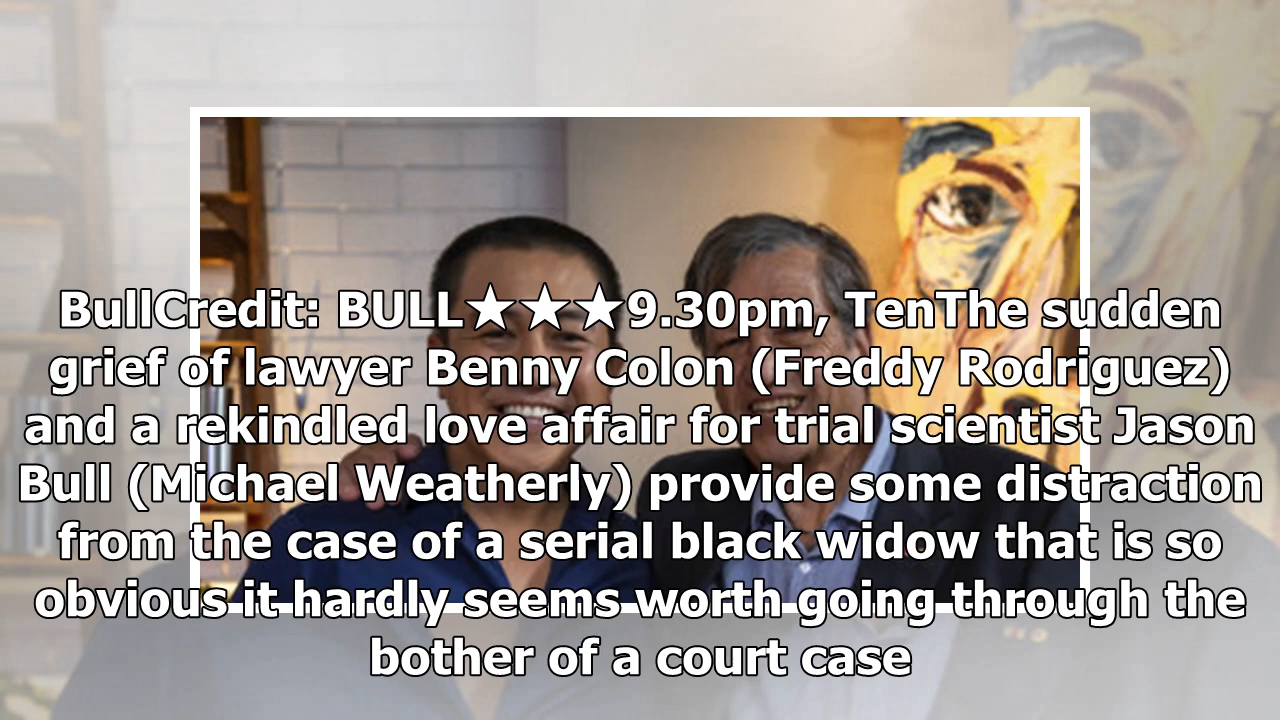 BullCredit: BULL★★★9.30pm, TenThe sudden
grief of lawyer Benny Colon (Freddy Rodriguez)
and a rekindled love affair for trial scientist Jason
Bull (Michael Weatherly) provide some distraction
from the case of a serial black widow that is so
obvious it hardly seems worth going through the
bother of a court case